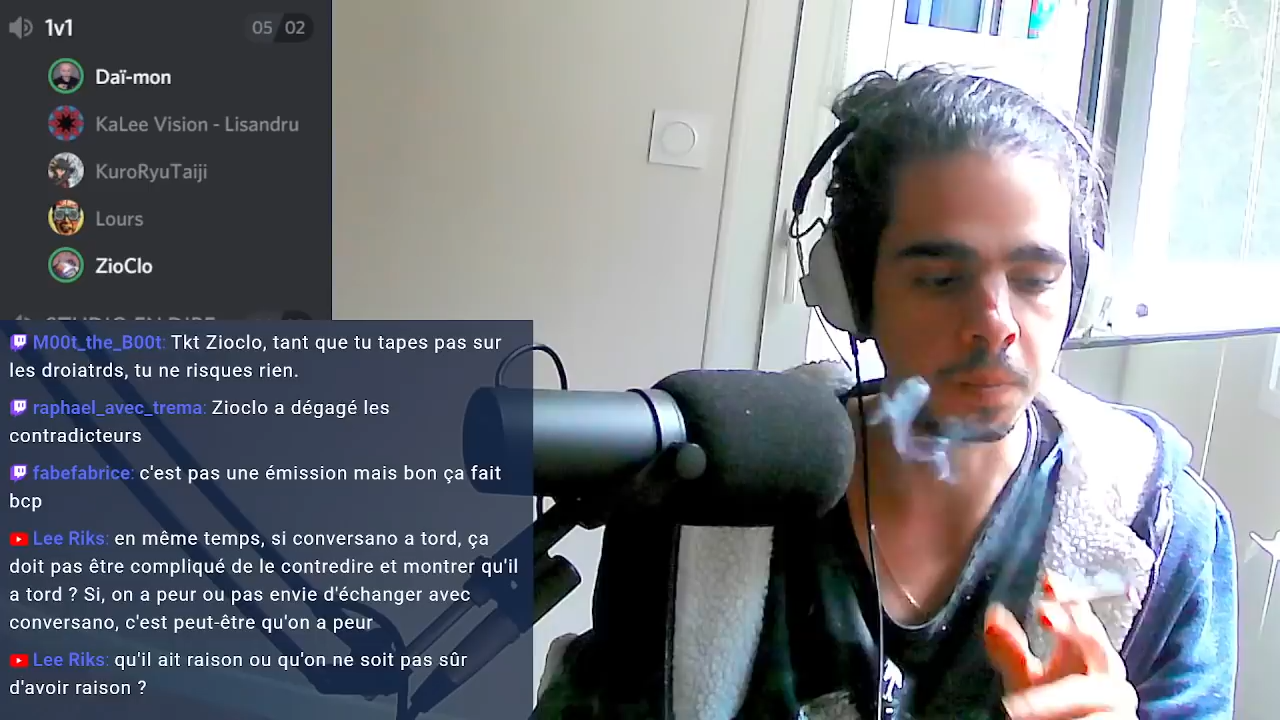 1v1
05 02
Daï-mon
KaLee Vision - Lisandru
KuroRyuTaiji
Lours
ZioClo
M00t_the_B00t: Tkt Zioclo, tant que tu tapes pas sur
les droiatrds, tu ne risques rien.
raphael_avec_trema: Zioclo a dégagé les
contradicteurs
fabefabrice: c'est pas une émission mais bon ça fait
bcp
Lee Riks: en même temps, si conversano a tord, ça
doit pas être compliqué de le contredire et montrer qu'il
a tord ? Si, on a peur ou pas envie d'échanger avec
conversano, c'est peut-être qu'on a peur
Lee Riks: qu'il ait raison ou qu'on ne soit pas sûr
d'avoir raison ?